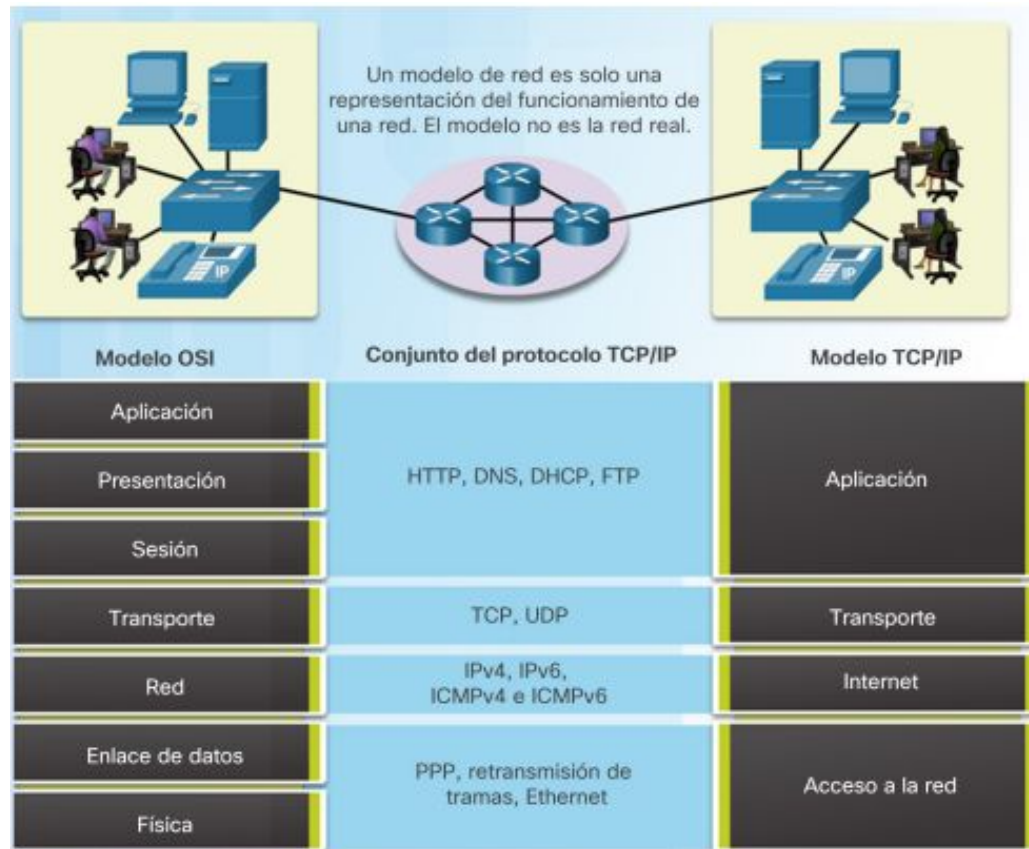 Un modelo de red es solo una
representación del funcionamiento de
una red. El modelo no es la red real.
IP
IP
Modelo OSI
Conjunto del protocolo TCP/IP
Modelo TCP/IP
Aplicación
Presentación
Sesión
HTTP, DNS, DHCP, FTP
Aplicación
Transporte
TCP, UDP
Transporte
Red
IPv4, IPv6,
ICMPv4 e ICMPv6
Internet
Enlace de datos
Física
PPP, retransmisión de
tramas, Ethernet
Acceso a la red